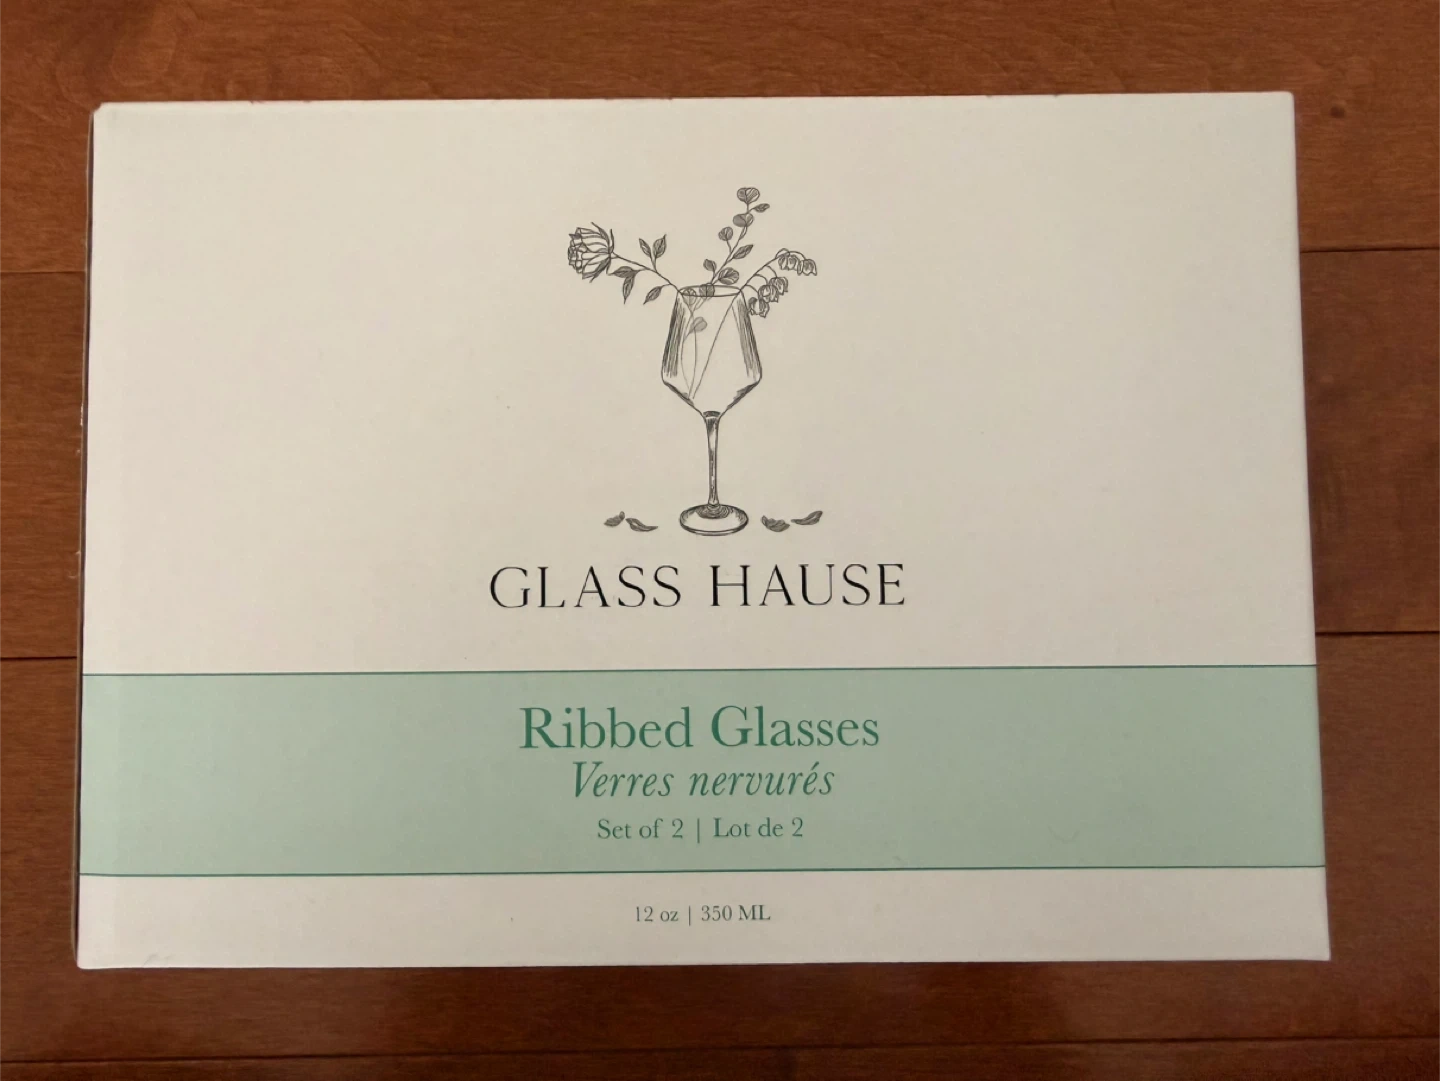 GLASS HAUSE
Ribbed Glasses
Verres nervurés
Set of 2 | Lot de 2
12 oz | 350 ML